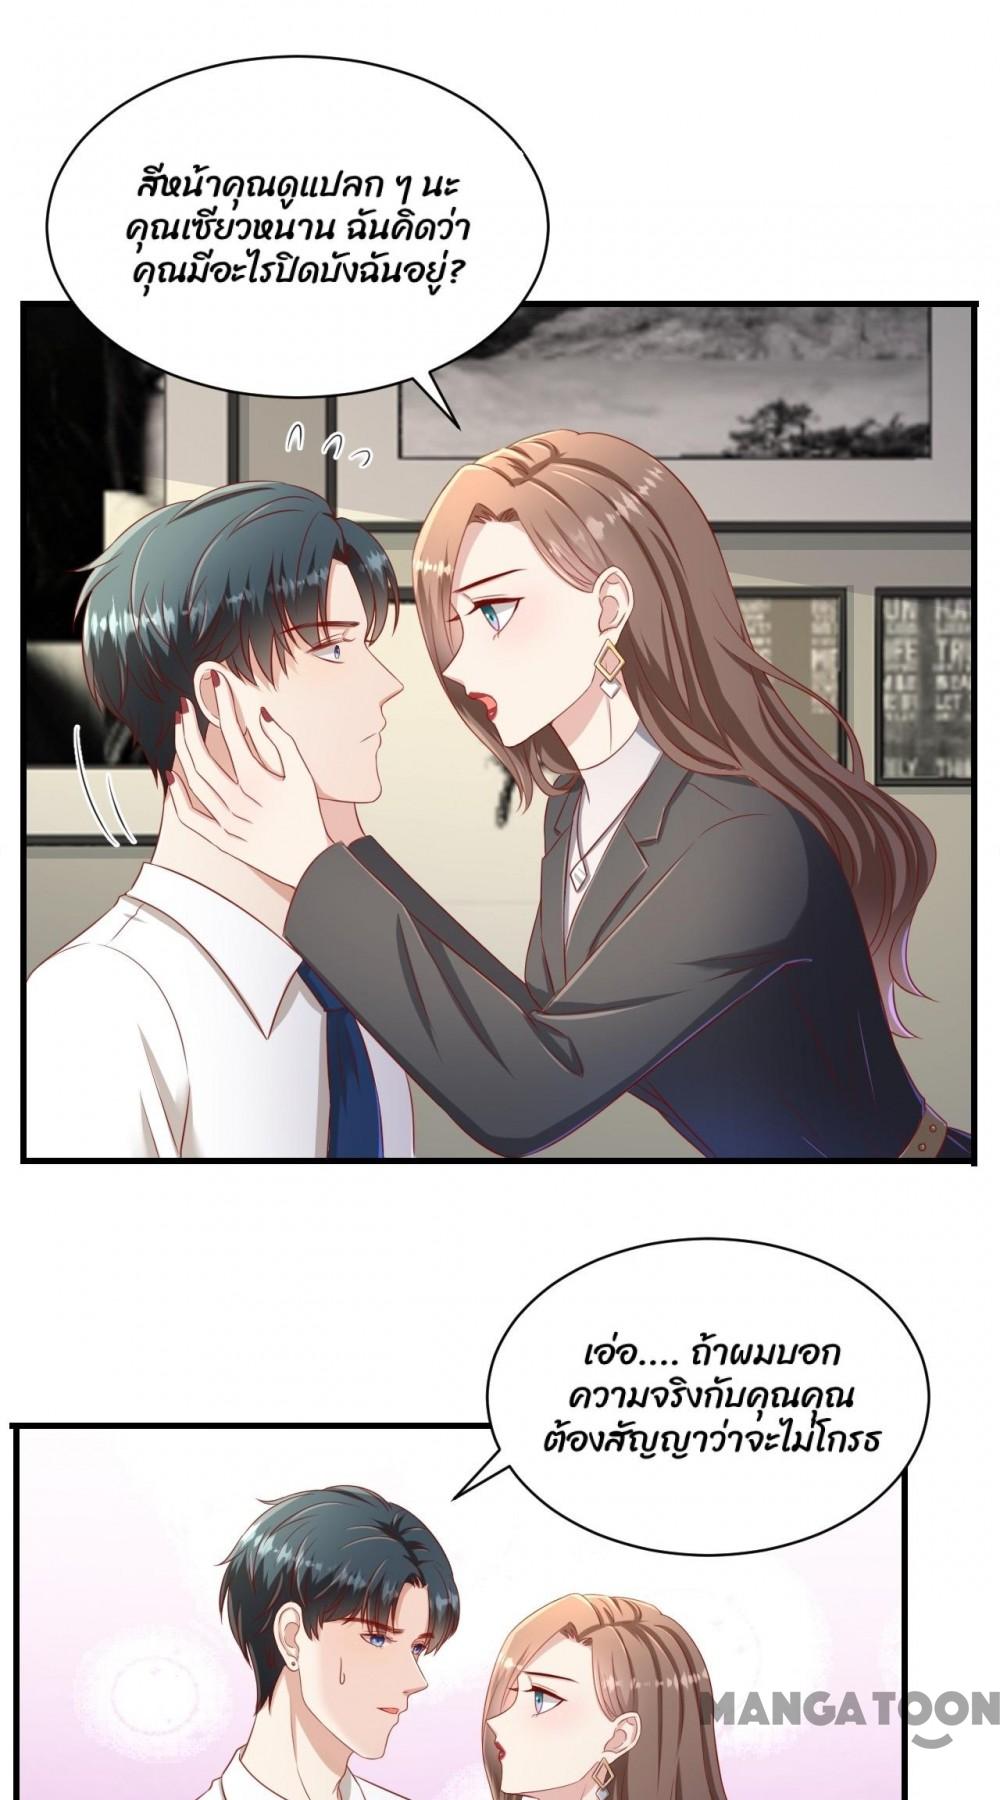 สีหน้าคุณดูแปลก ๆ นะ
คุณเซียวหนาน ฉันคิดว่า
คุณมีอะไรปิดบังฉันอยู่?
UN
LIFE
เอ่อ.... ถ้าผมบอก
ความจริงกับคุณคุณ
ต้องสัญญาว่าจะไม่โกรธ
MANGATOON